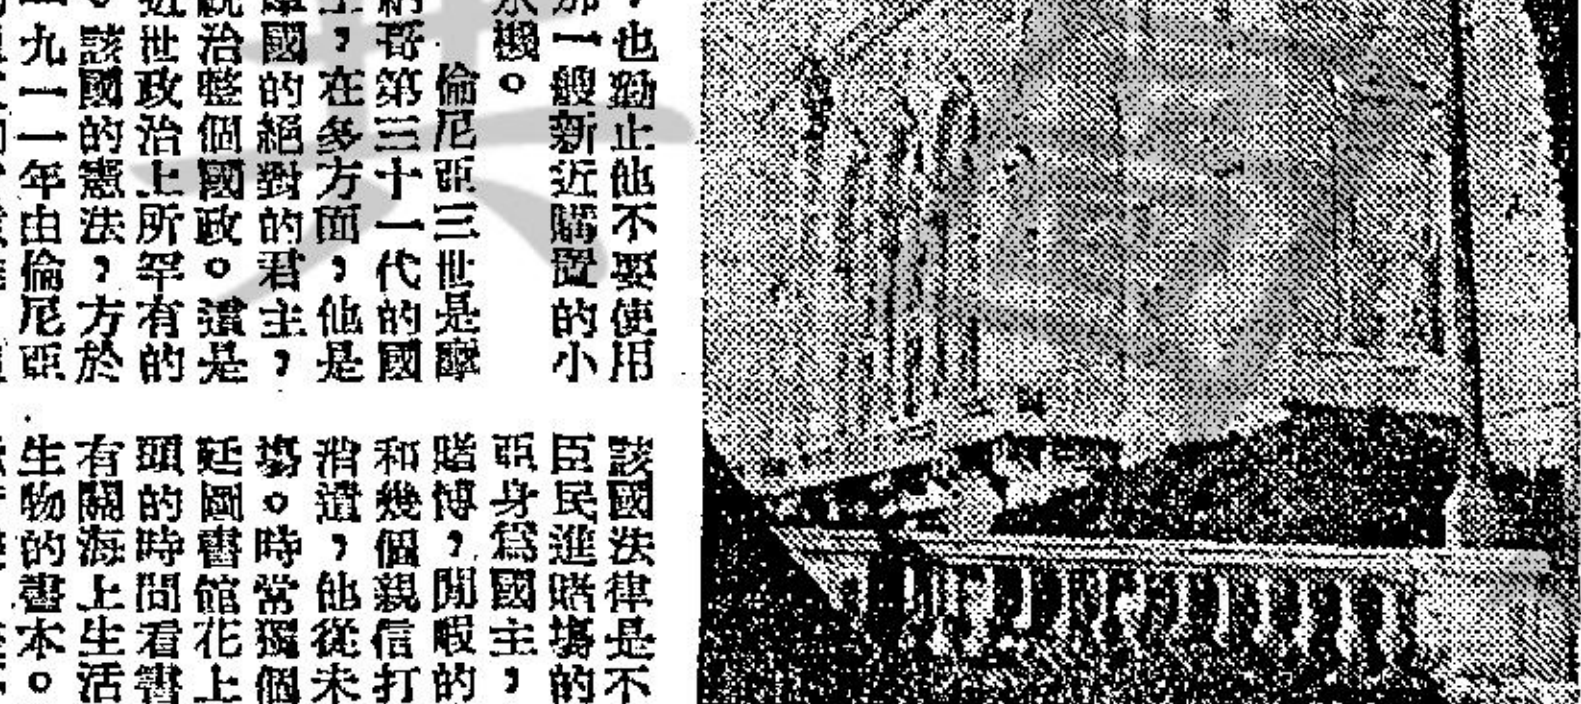 ，也勸止他不要使用
那一艘新近購置的小
水機。
倫尼亞三世是摩
納哥第三十一代的國
王，在多方面，他是
摩國的絕對的君主，
統治整個國政。這是
近世政治上所罕有的
。該國的憲法，方於
一九一一年由倫尼亞
該國法律是不
臣民進賭場的
亞身爲國主，
賭博，閒暇的
和幾個親信打
消遣，他從未
場。時常獨個
廷圖書館花上
頭的時間看書
有關海上生活
生物的書本。